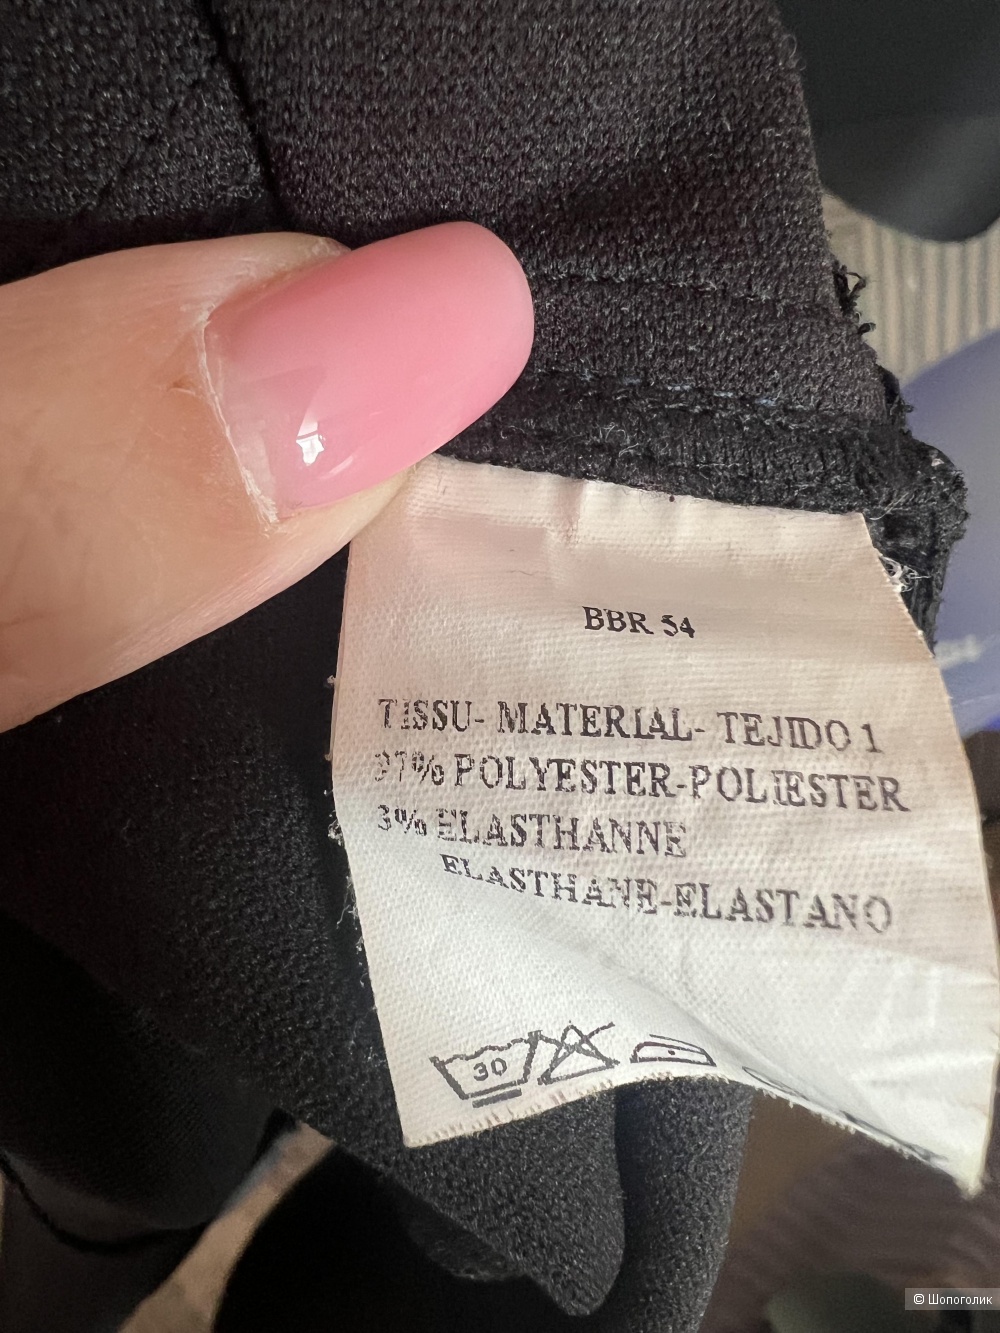 BBR 54
TISSU- MATERIAL- TEJIDO 1
97% POLYESTER-POLIESTER
3% ELASTHANNE
ELASTHANE-ELASTANO
30
© Шопоголик